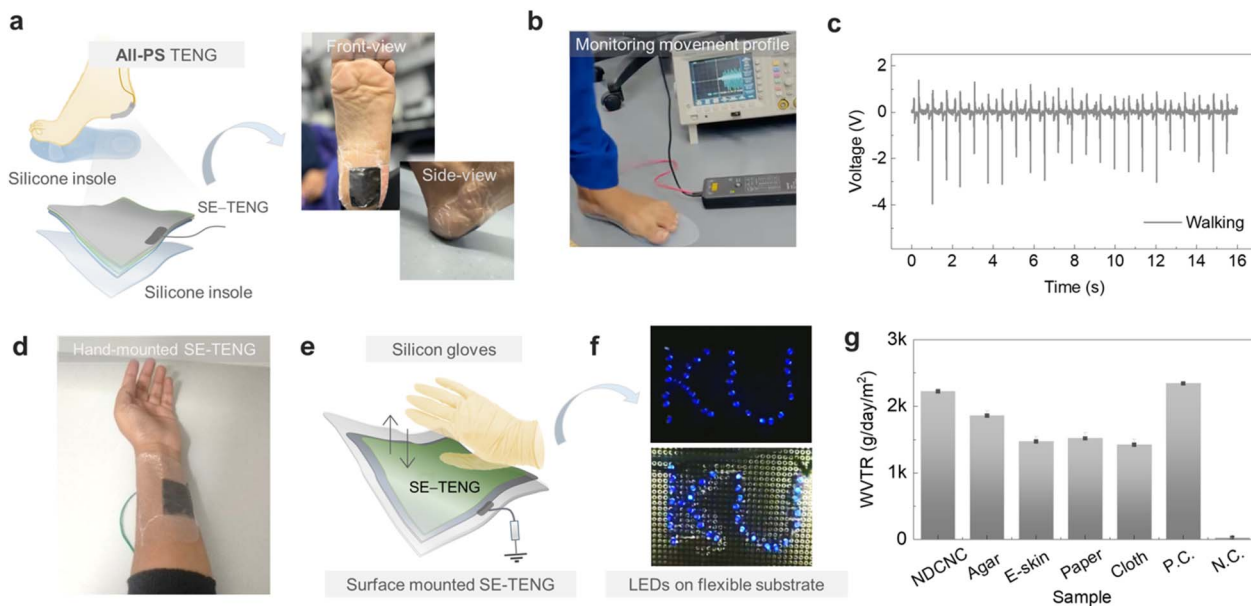 a
All-PS TENG
Silicone insole
SE–TENG
Silicone insole
Front-view
Side-view
b
Monitoring movement profile
c
2
0
-2
-4
Voltage (V)
Walking
0 2 4 6 8 10 12 14 16
Time (s)
d
Hand-mounted SE-TENG
e
Silicon gloves
SE–TENG
Surface mounted SE-TENG
f
KU
KU
LEDs on flexible substrate
g
3k
2k
1k
0
WVTR (g/day/m²)
NDCNC Agar E-skin Paper Cloth P.C. N.C.
Sample